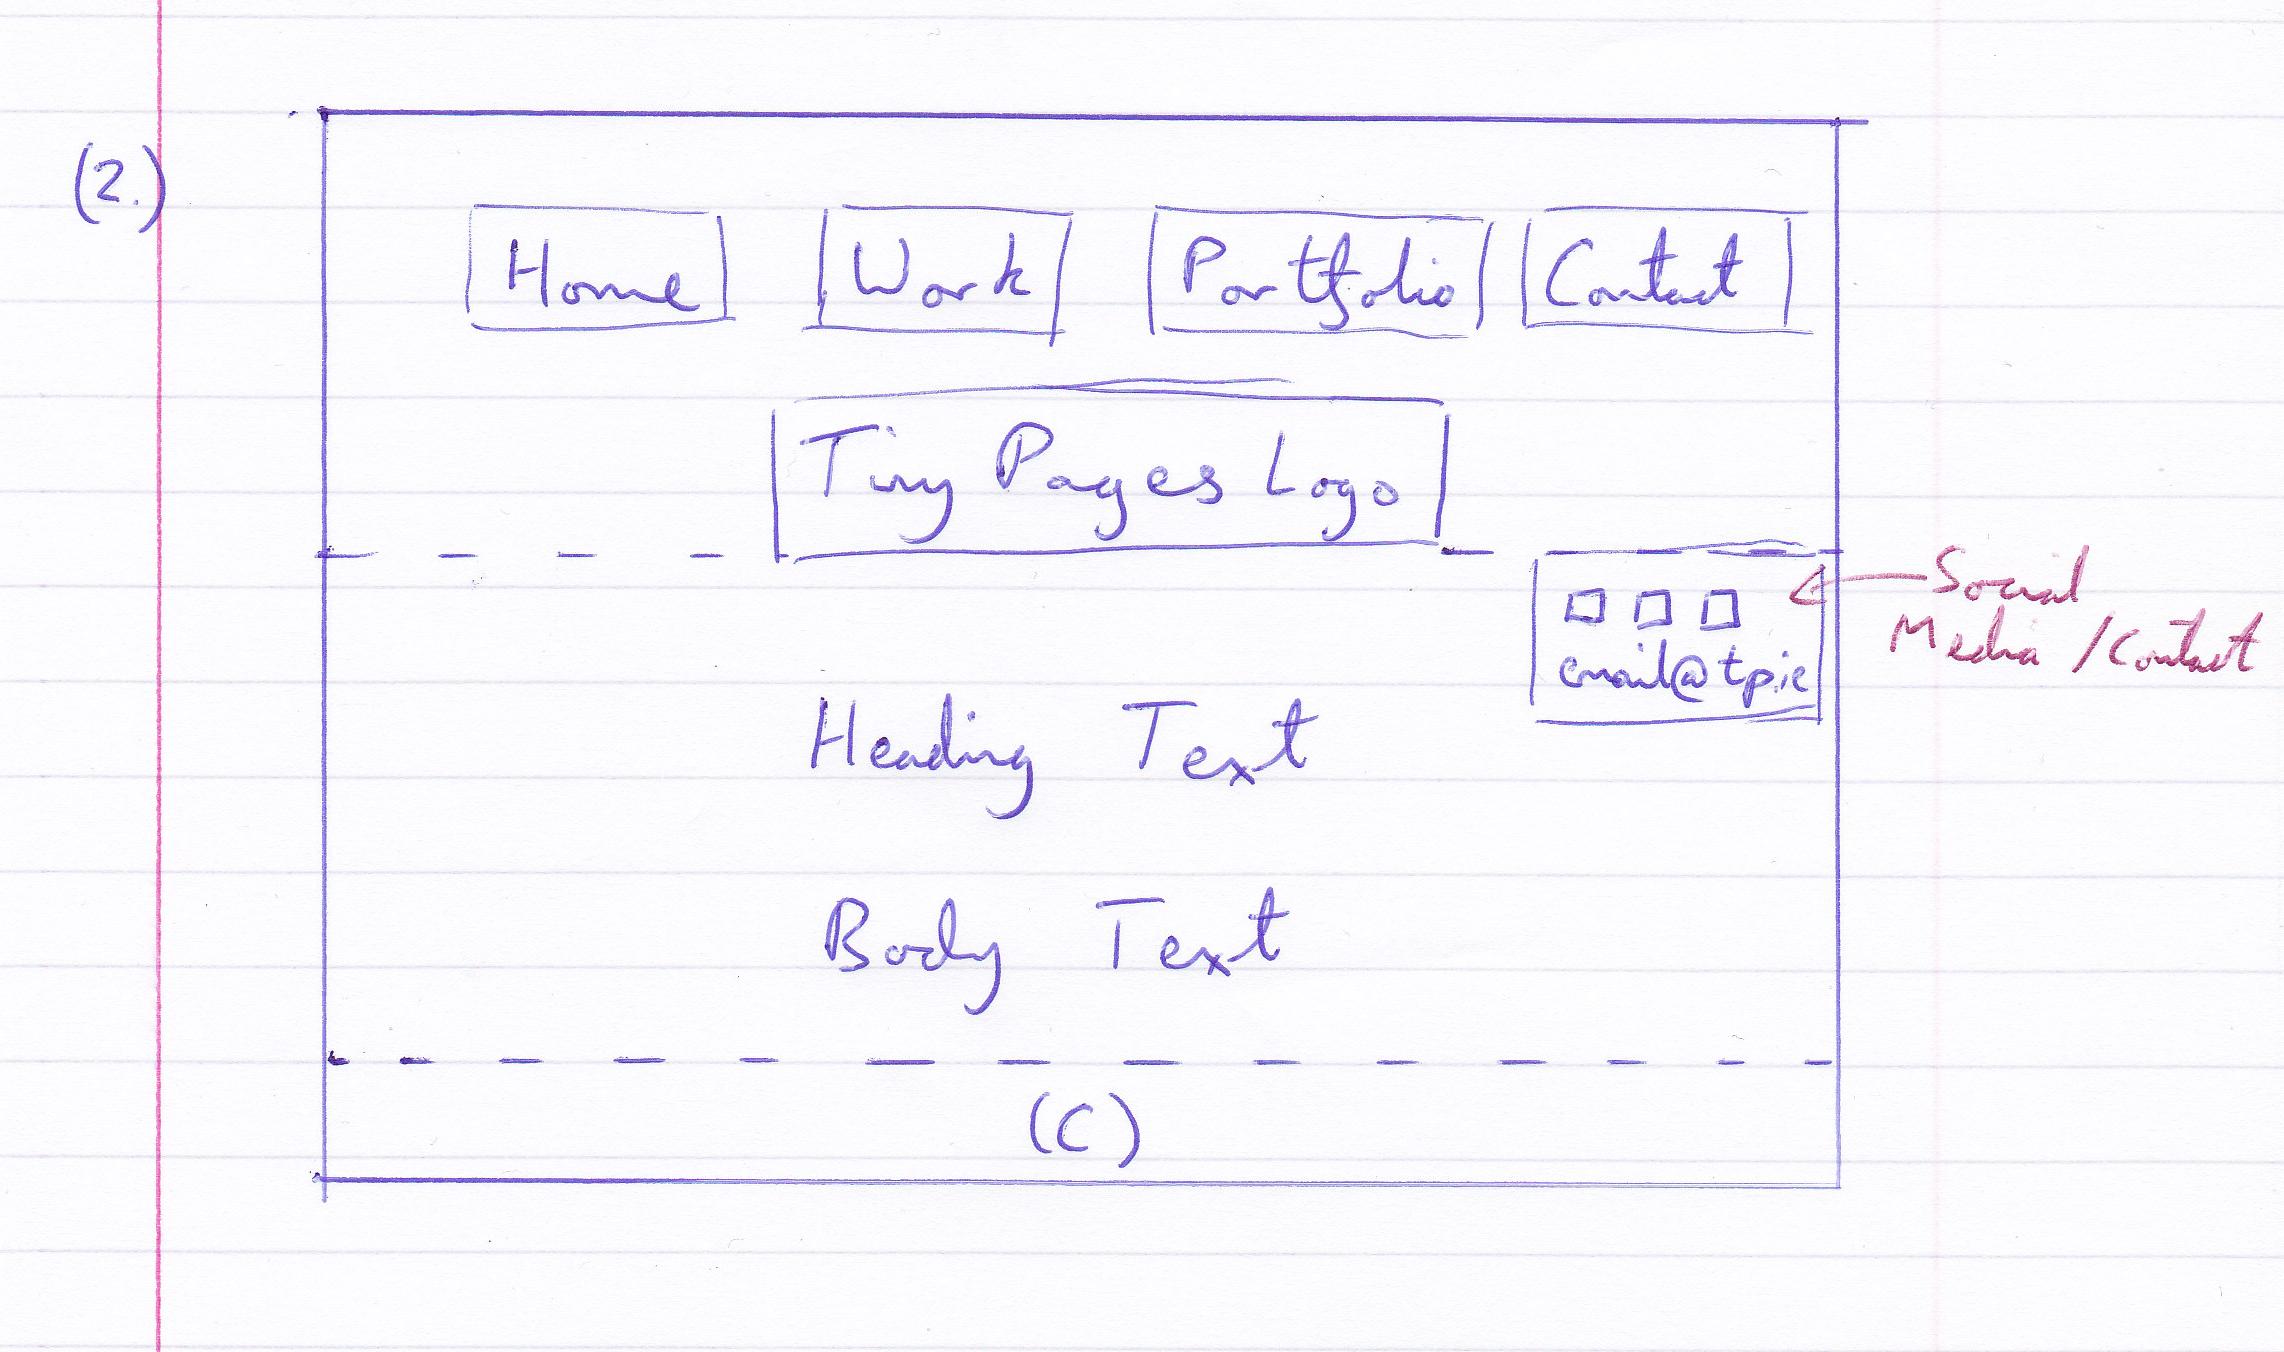 (2.)
Home Work Portfolio Contact
Tiny Pages Logo
Social
Media / Contact
email@tp.ie
Heading Text
Body Text
(C)